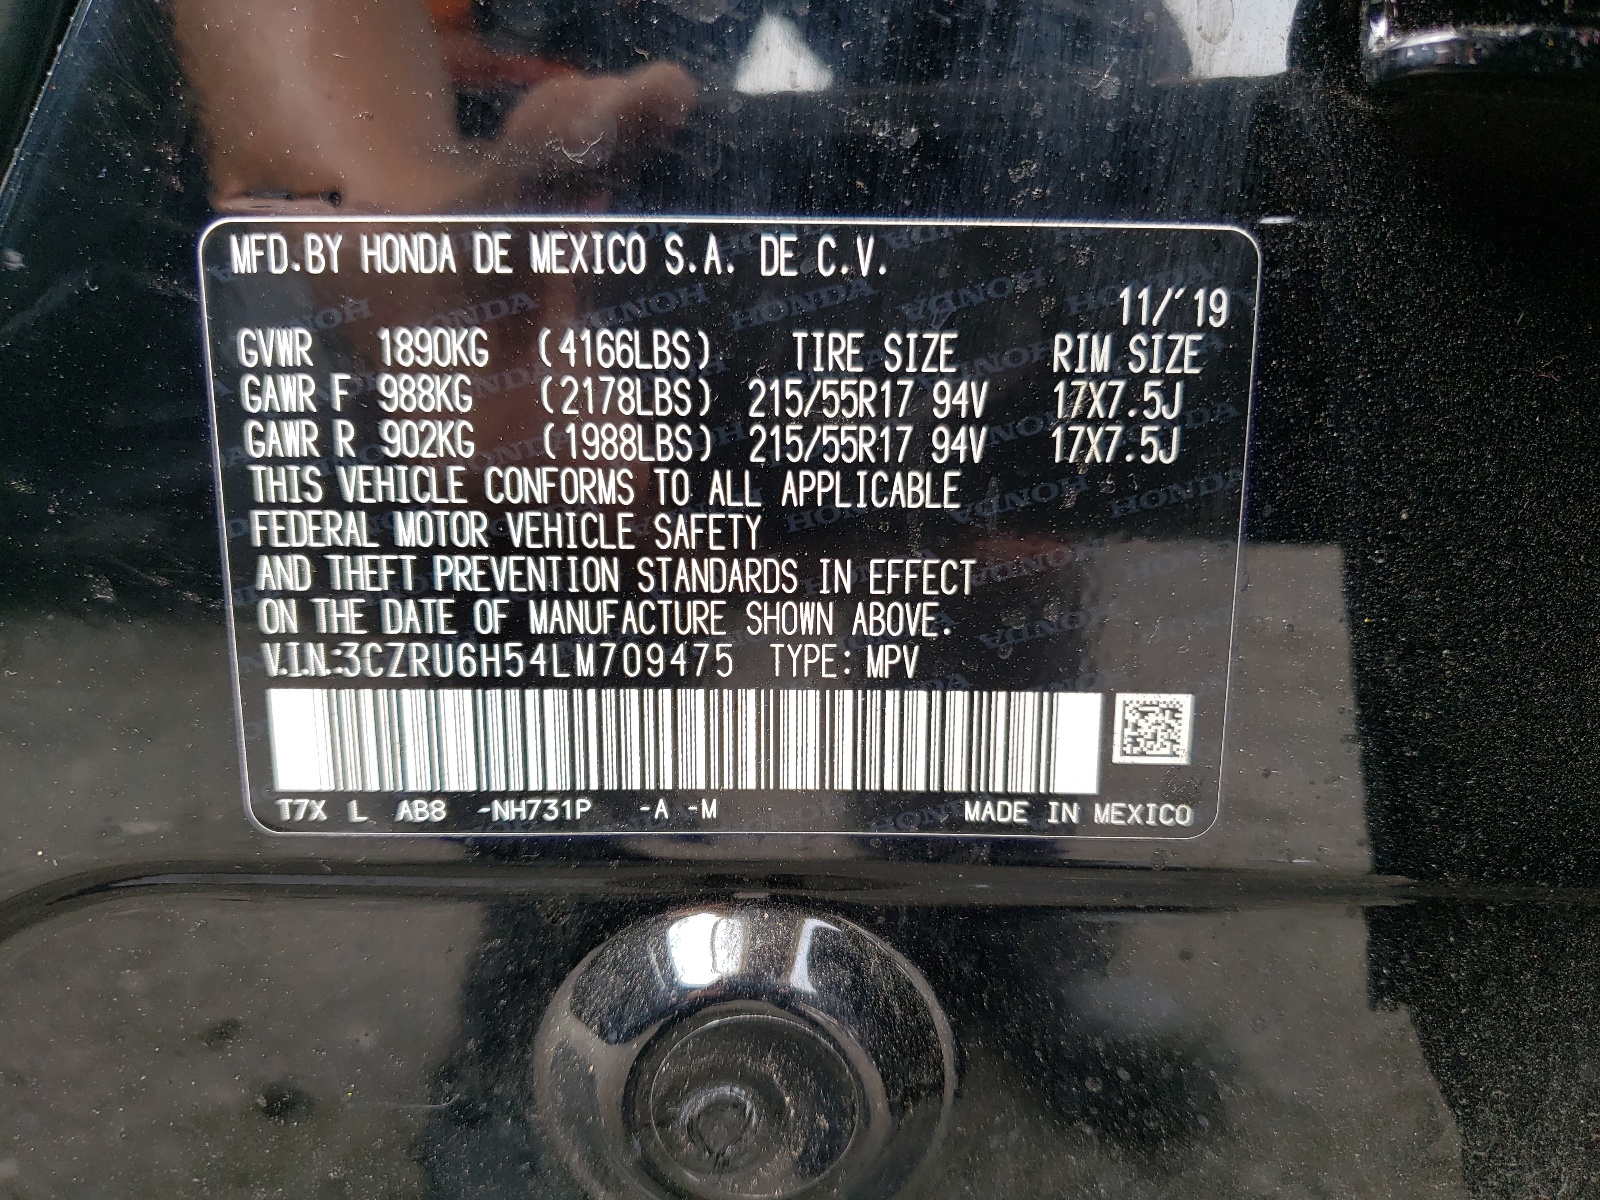 MFD.BY HONDA DE MEXICO S.A. DE C.V.
11/'19
GVWR 1890KG (4166LBS) TIRE SIZE RIM SIZE
GAWR F 988KG (2178LBS) 215/55R17 94V 17X7.5J
GAWR R 902KG (1988LBS) 215/55R17 94V 17X7.5J
THIS VEHICLE CONFORMS TO ALL APPLICABLE
FEDERAL MOTOR VEHICLE SAFETY
AND THEFT PREVENTION STANDARDS IN EFFECT
ON THE DATE OF MANUFACTURE SHOWN ABOVE.
V.I.N.:3CZRU6H54LM709475 TYPE: MPV
T7X L AB8 -NH731P -A -M MADE IN MEXICO